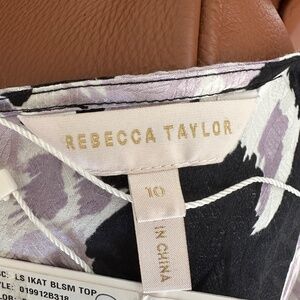 REBECCA TAYLOR
10
IN CHINA
LS IKAT BLSM TOP
019912B318